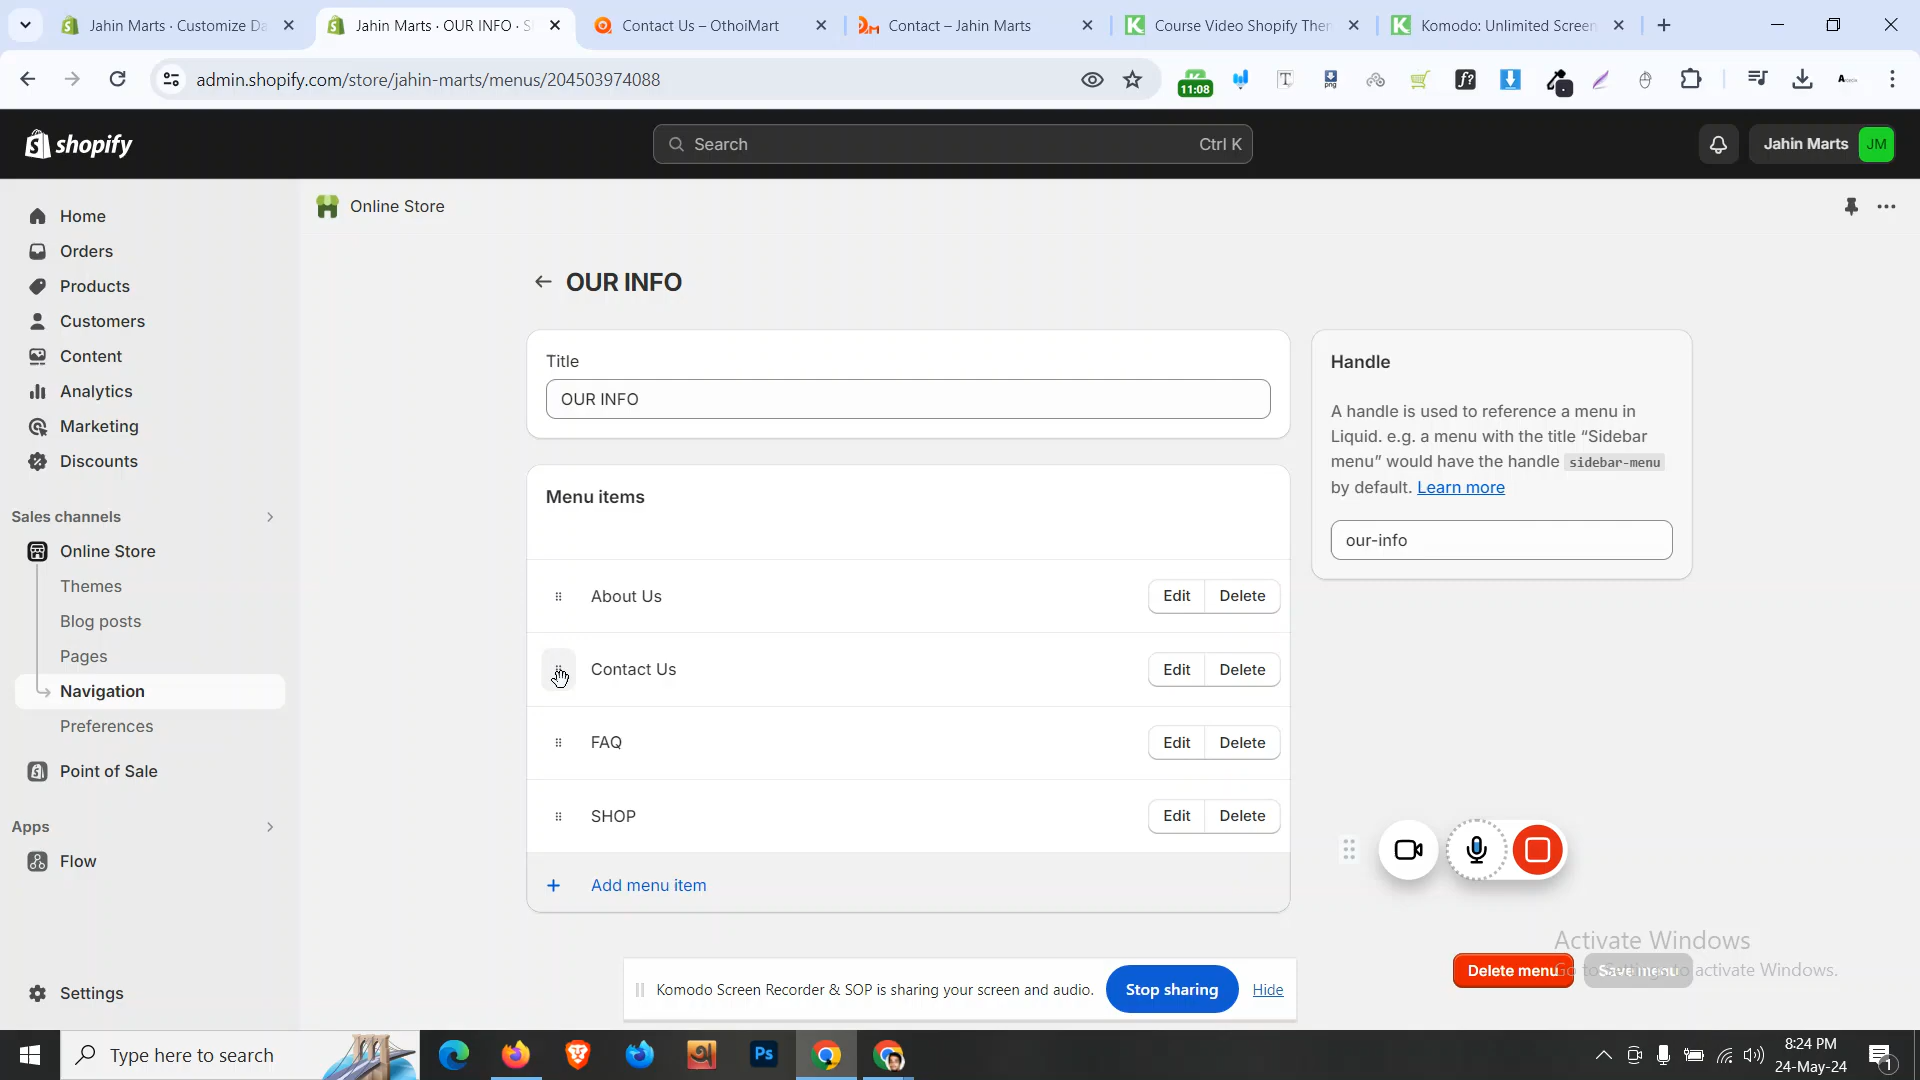 Jahin Marts · Customize Da
Jahin Marts · OUR INFO · S
Contact Us – OthoiMart
Contact – Jahin Marts
Course Video Shopify Them
Komodo: Unlimited Screen
admin.shopify.com/store/jahin-marts/menus/204503974088
11:08
shopify
Search
Ctrl K
Jahin Marts
JM
Home
Orders
Products
Customers
Content
Analytics
Marketing
Discounts
Sales channels
Online Store
Themes
Blog posts
Pages
Navigation
Preferences
Point of Sale
Apps
Flow
Settings
Online Store
OUR INFO
Title
OUR INFO
Menu items
About Us
Edit
Delete
Contact Us
Edit
Delete
FAQ
Edit
Delete
SHOP
Edit
Delete
+ Add menu item
Handle
A handle is used to reference a menu in
Liquid. e.g. a menu with the title “Sidebar
menu” would have the handle sidebar-menu
by default. Learn more
our-info
Delete menu
Activate Windows
activate Windows.
Komodo Screen Recorder & SOP is sharing your screen and audio.
Stop sharing
Hide
Type here to search
Ps
8:24 PM
24-May-24
1